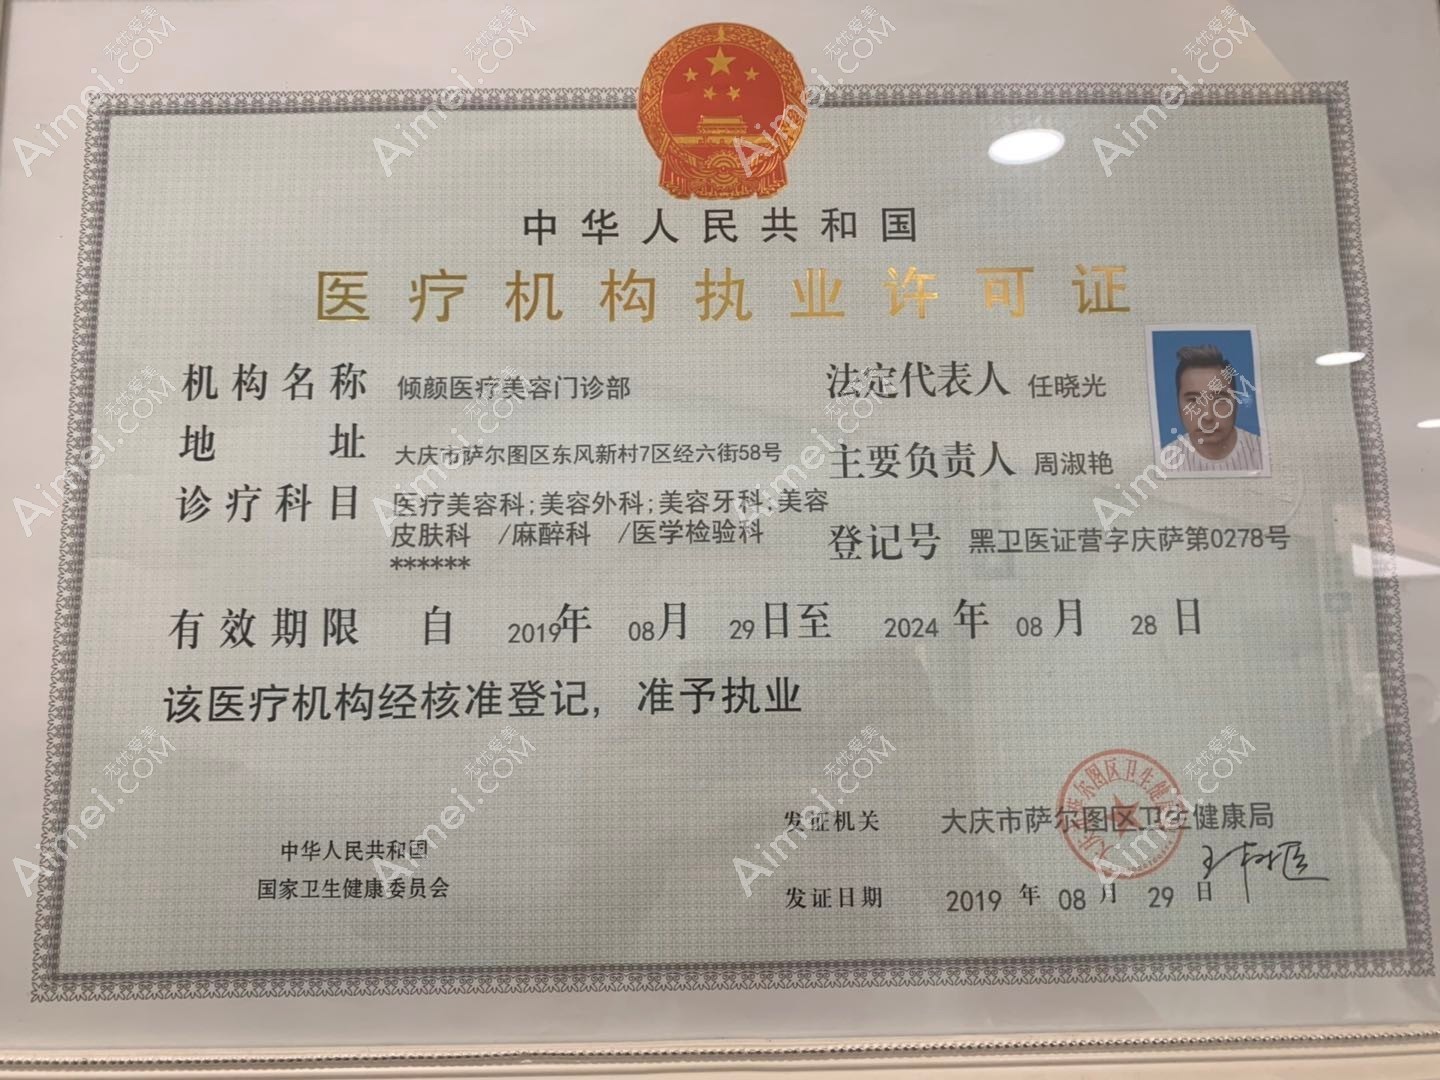 中华人民共和国
医疗机构执业许可证
机构名称 倾颜医疗美容门诊部
法定代表人 任晓光
地址 大庆市萨尔图区东风新村7区经六街58号
主要负责人 周淑艳
诊疗科目 医疗美容科;美容外科;美容牙科;美容
皮肤科 /麻醉科 /医学检验科
******
登记号 黑卫医证营字庆萨第0278号
有效期限 自 2019年 08月 29日至 2024年 08月 28日
该医疗机构经核准登记,准予执业
中华人民共和国
国家卫生健康委员会
发证机关 大庆市萨尔图区卫生健康局
发证日期 2019年 08月 29日
无忧爱美
Aimei.COM